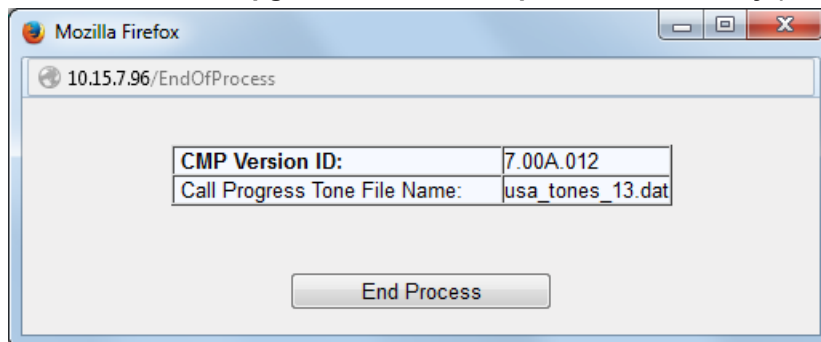 Mozilla Firefox
10.15.7.96/EndOfProcess
CMP Version ID: 7.00A.012
Call Progress Tone File Name: usa_tones_13.dat
End Process